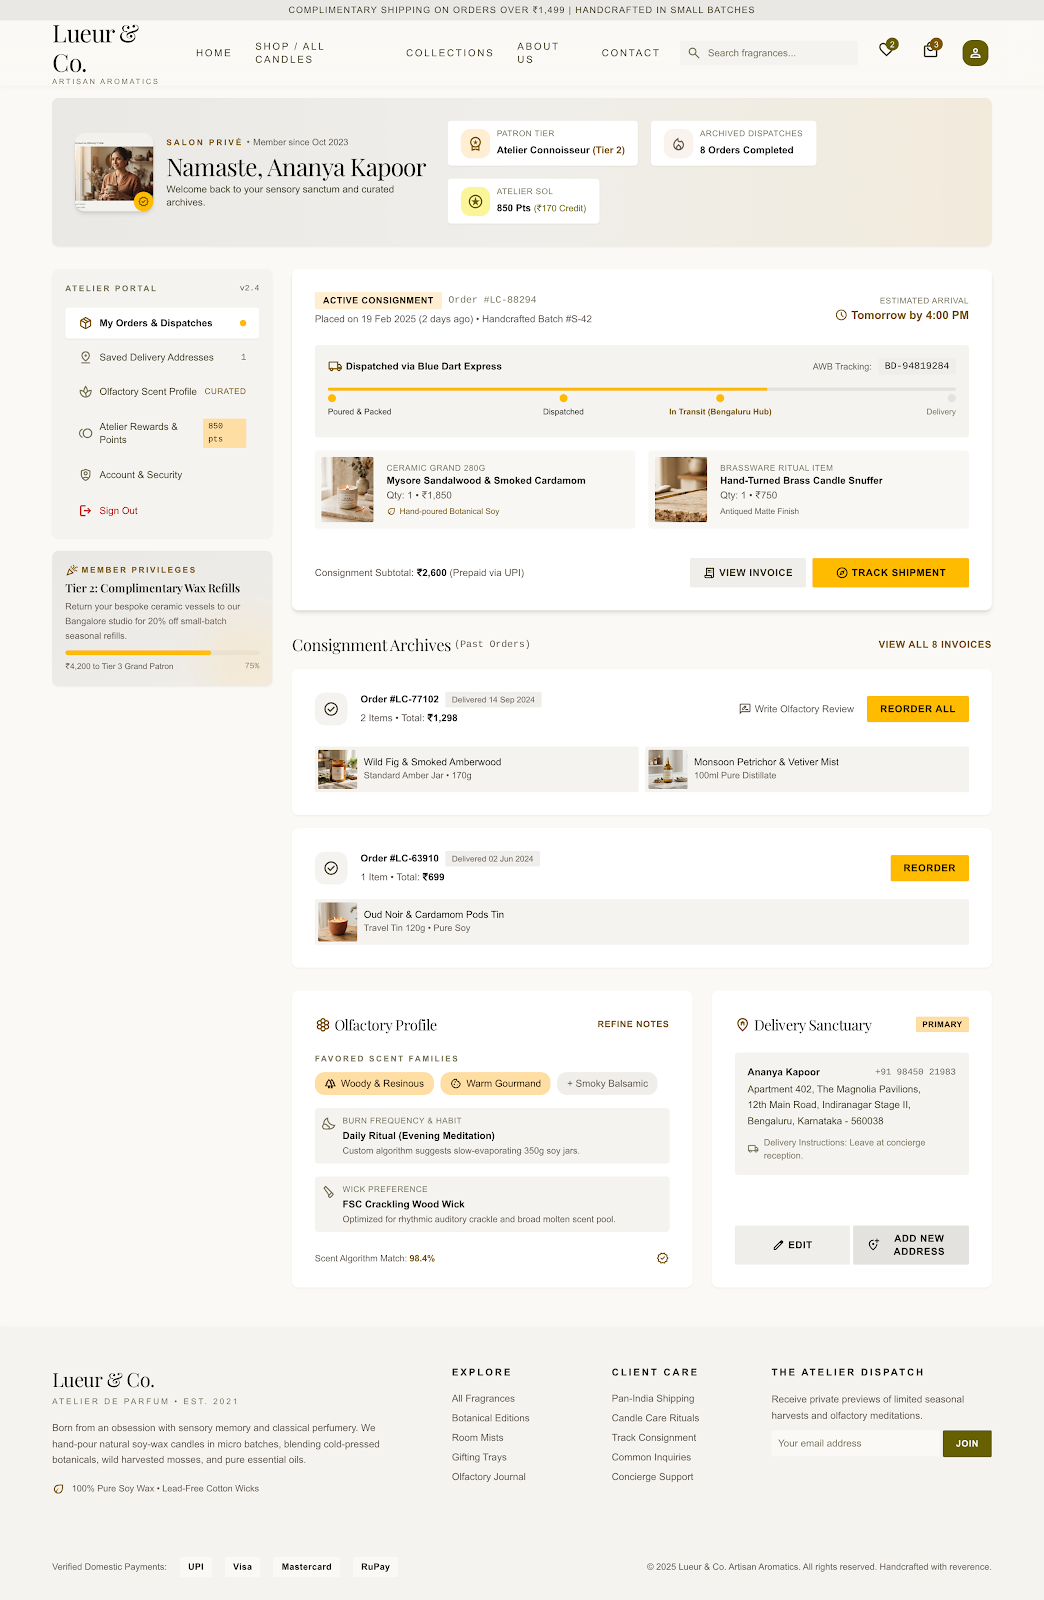 COMPLIMENTARY SHIPPING ON ORDERS OVER ₹1,499 | HANDCRAFTED IN SMALL BATCHES
Lueur &
Co.
ARTISAN AROMATICS
HOME
SHOP / ALL
CANDLES
COLLECTIONS
ABOUT
US
CONTACT
Search fragrances...
2
3
SALON PRIVÉ • Member since Oct 2023
Namaste, Ananya Kapoor
Welcome back to your sensory sanctum and curated
archives.
PATRON TIER
Atelier Connoisseur (Tier 2)
ARCHIVED DISPATCHES
8 Orders Completed
ATELIER SOL
850 Pts (₹170 Credit)
ATELIER PORTAL
v2.4
My Orders & Dispatches
Saved Delivery Addresses
1
Olfactory Scent Profile
CURATED
Atelier Rewards &
Points
850
pts
Account & Security
Sign Out
MEMBER PRIVILEGES
Tier 2: Complimentary Wax Refills
Return your bespoke ceramic vessels to our
Bangalore studio for 20% off small-batch
seasonal refills.
₹4,200 to Tier 3 Grand Patron
75%
ACTIVE CONSIGNMENT
Order #LC-88294
Placed on 19 Feb 2025 (2 days ago) • Handcrafted Batch #S-42
ESTIMATED ARRIVAL
Tomorrow by 4:00 PM
Dispatched via Blue Dart Express
AWB Tracking:
BD-94819284
Poured & Packed
Dispatched
In Transit (Bengaluru Hub)
Delivery
CERAMIC GRAND 280G
Mysore Sandalwood & Smoked Cardamom
Qty: 1 • ₹1,850
Hand-poured Botanical Soy
BRASSWARE RITUAL ITEM
Hand-Turned Brass Candle Snuffer
Qty: 1 • ₹750
Antiqued Matte Finish
Consignment Subtotal: ₹2,600 (Prepaid via UPI)
VIEW INVOICE
TRACK SHIPMENT
Consignment Archives (Past Orders)
VIEW ALL 8 INVOICES
Order #LC-77102
Delivered 14 Sep 2024
2 Items • Total: ₹1,298
Write Olfactory Review
REORDER ALL
Wild Fig & Smoked Amberwood
Standard Amber Jar • 170g
Monsoon Petrichor & Vetiver Mist
100ml Pure Distillate
Order #LC-63910
Delivered 02 Jun 2024
1 Item • Total: ₹699
REORDER
Oud Noir & Cardamom Pods Tin
Travel Tin 120g • Pure Soy
Olfactory Profile
REFINE NOTES
FAVORED SCENT FAMILIES
Woody & Resinous
Warm Gourmand
+ Smoky Balsamic
BURN FREQUENCY & HABIT
Daily Ritual (Evening Meditation)
Custom algorithm suggests slow-evaporating 350g soy jars.
WICK PREFERENCE
FSC Crackling Wood Wick
Optimized for rhythmic auditory crackle and broad molten scent pool.
Scent Algorithm Match: 98.4%
Delivery Sanctuary
PRIMARY
Ananya Kapoor
+91 98450 21983
Apartment 402, The Magnolia Pavilions,
12th Main Road, Indiranagar Stage II,
Bengaluru, Karnataka - 560038
Delivery Instructions: Leave at concierge
reception.
EDIT
ADD NEW
ADDRESS
Lueur & Co.
ATELIER DE PARFUM • EST. 2021
Born from an obsession with sensory memory and classical perfumery. We
hand-pour natural soy-wax candles in micro batches, blending cold-pressed
botanicals, wild harvested mosses, and pure essential oils.
100% Pure Soy Wax • Lead-Free Cotton Wicks
EXPLORE
All Fragrances
Botanical Editions
Room Mists
Gifting Trays
Olfactory Journal
CLIENT CARE
Pan-India Shipping
Candle Care Rituals
Track Consignment
Common Inquiries
Concierge Support
THE ATELIER DISPATCH
Receive private previews of limited seasonal
harvests and olfactory meditations.
Your email address
JOIN
Verified Domestic Payments:
UPI
Visa
Mastercard
RuPay
© 2025 Lueur & Co. Artisan Aromatics. All rights reserved. Handcrafted with reverence.